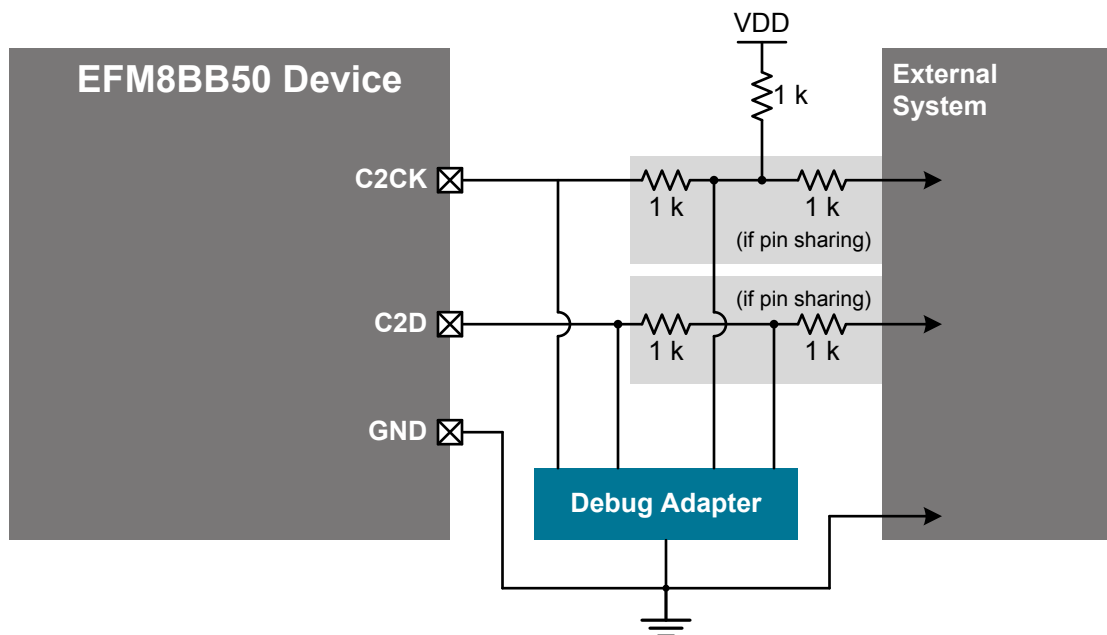 VDD
EFM8BB50 Device
External
System
1 k
C2CK
1 k
1 k
(if pin sharing)
(if pin sharing)
C2D
1 k
1 k
GND
Debug Adapter